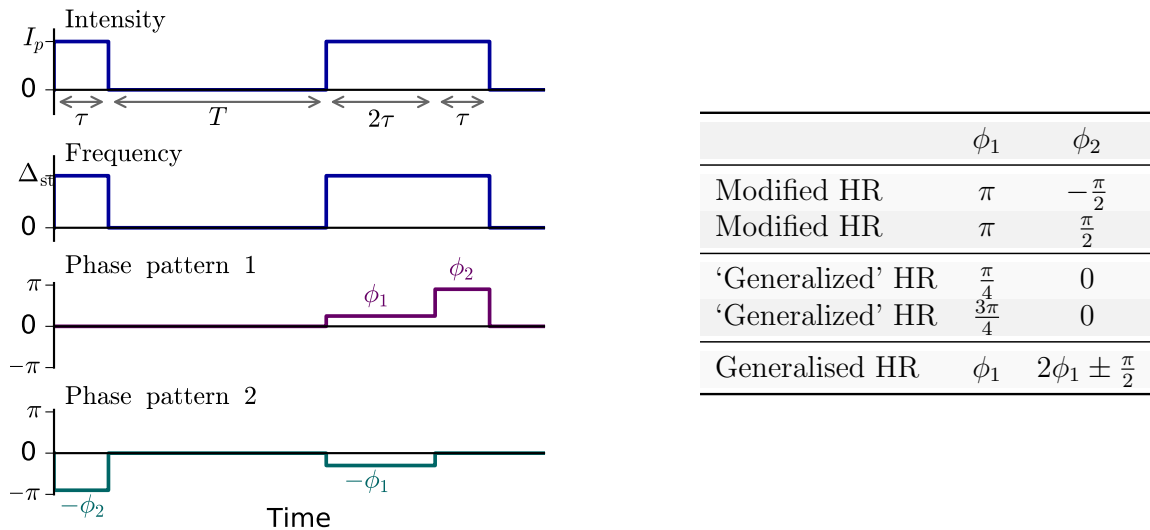 Intensity
I_p
0
τ T 2τ τ
Frequency
Δ_st
0
Phase pattern 1
π
0
−π
ϕ_1
ϕ_2
Phase pattern 2
π
0
−π
−ϕ_2
−ϕ_1
Time
ϕ_1 ϕ_2
Modified HR π −π/2
Modified HR π π/2
‘Generalized’ HR π/4 0
‘Generalized’ HR 3π/4 0
Generalised HR ϕ_1 2ϕ_1 ± π/2